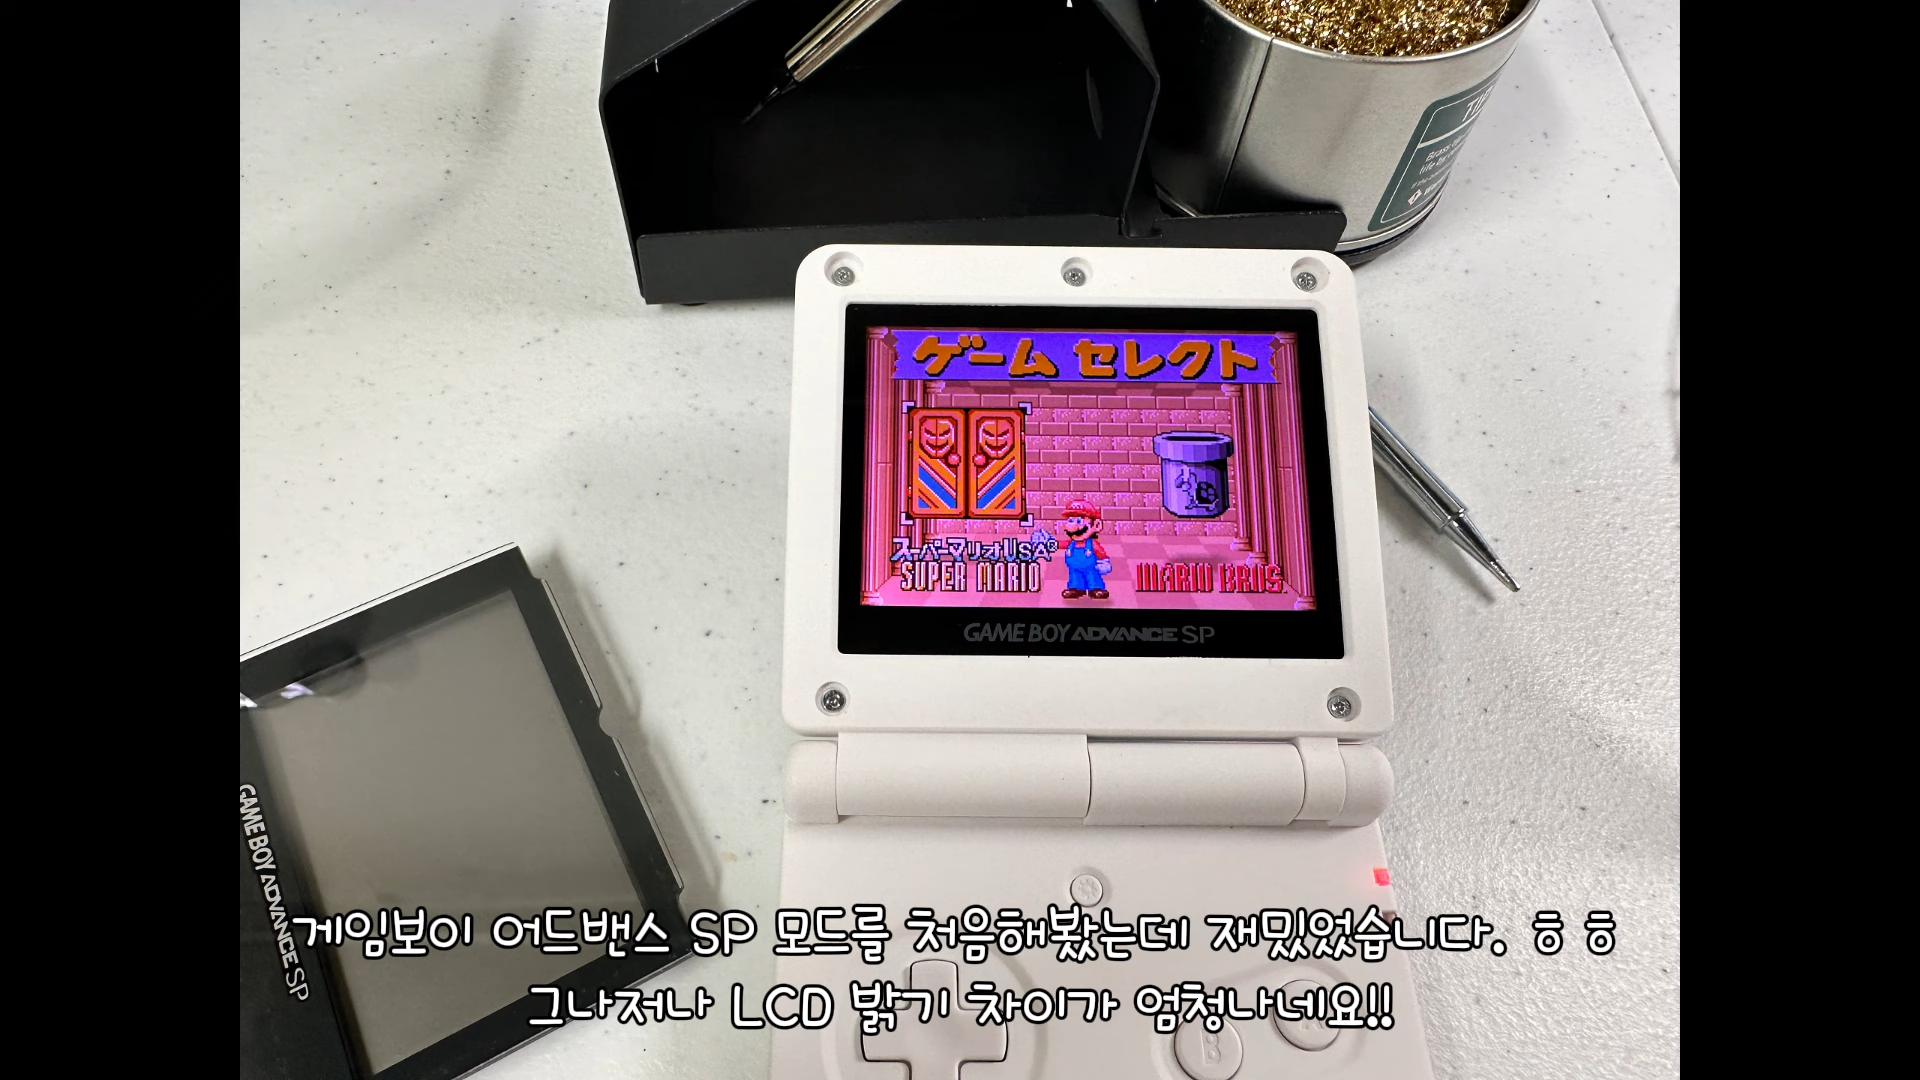 TIP
ゲーム セレクト
スーパーマリオUSA
SUPER MARIO
MARIO BROS.
GAME BOY ADVANCE SP
GAME BOY ADVANCE SP
게임보이 어드밴스 SP 모드를 처음해봤는데 재밌었습니다. ㅎㅎ
그나저나 LCD 밝기 차이가 엄청나네요!!